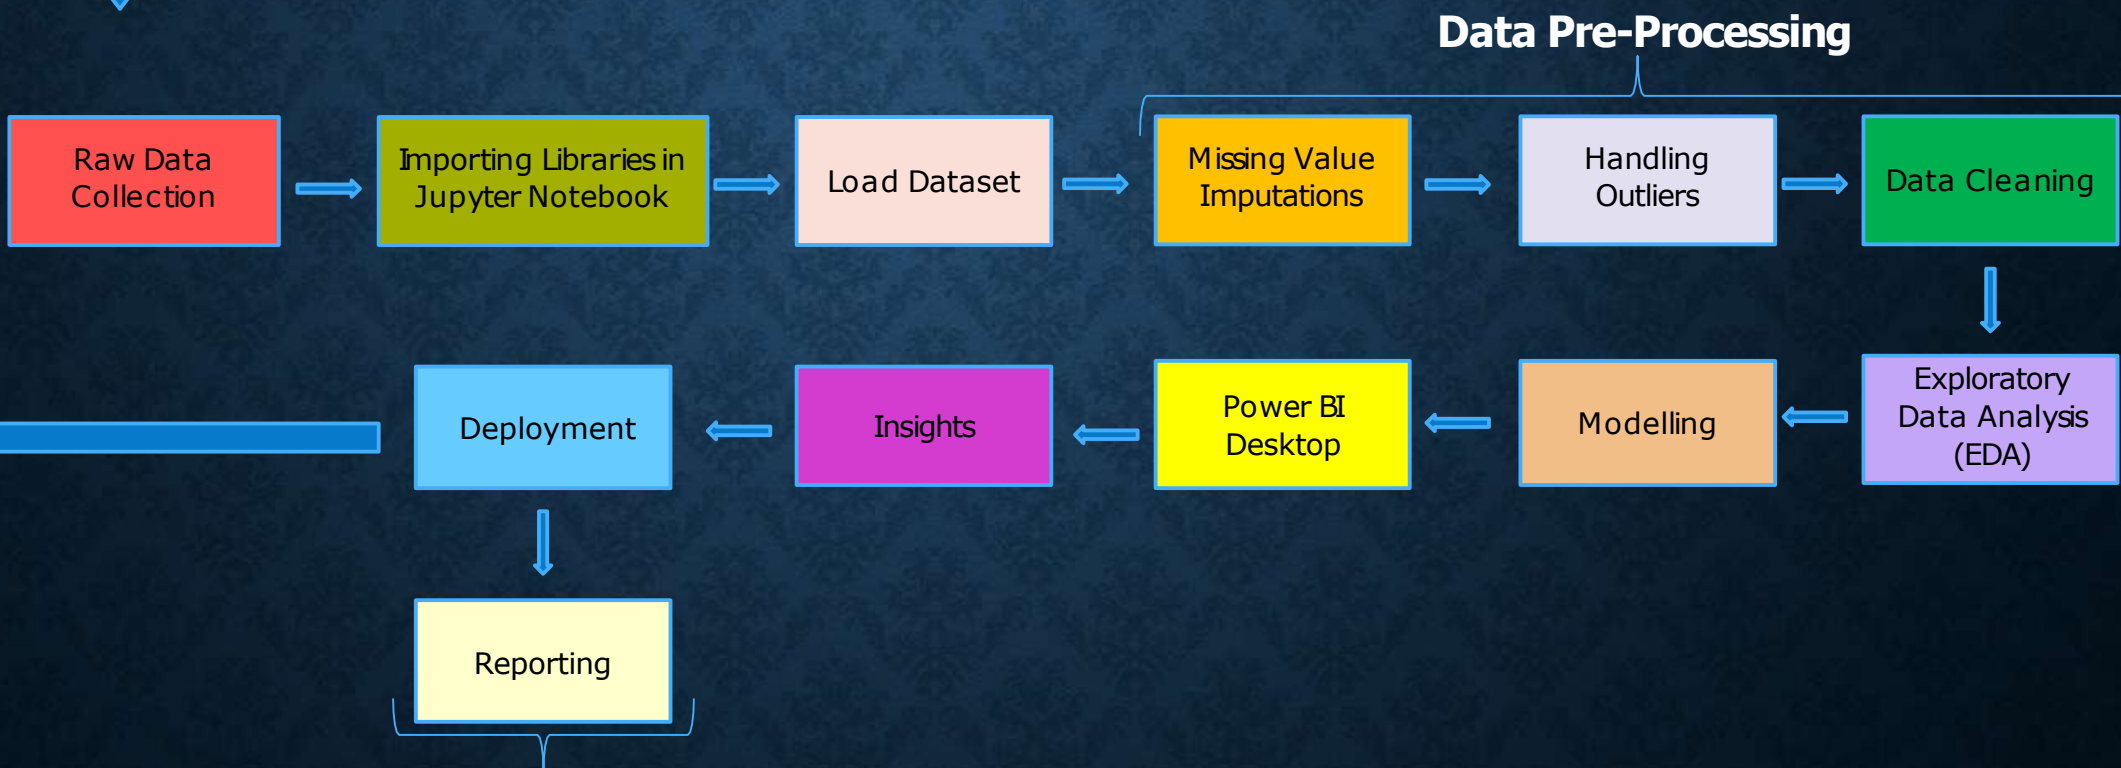 Data Pre-Processing
Raw Data
Collection
Importing Libraries in
Jupyter Notebook
Load Dataset
Missing Value
Imputations
Handling
Outliers
Data Cleaning
Exploratory
Data Analysis
(EDA)
Modelling
Power BI
Desktop
Insights
Deployment
Reporting